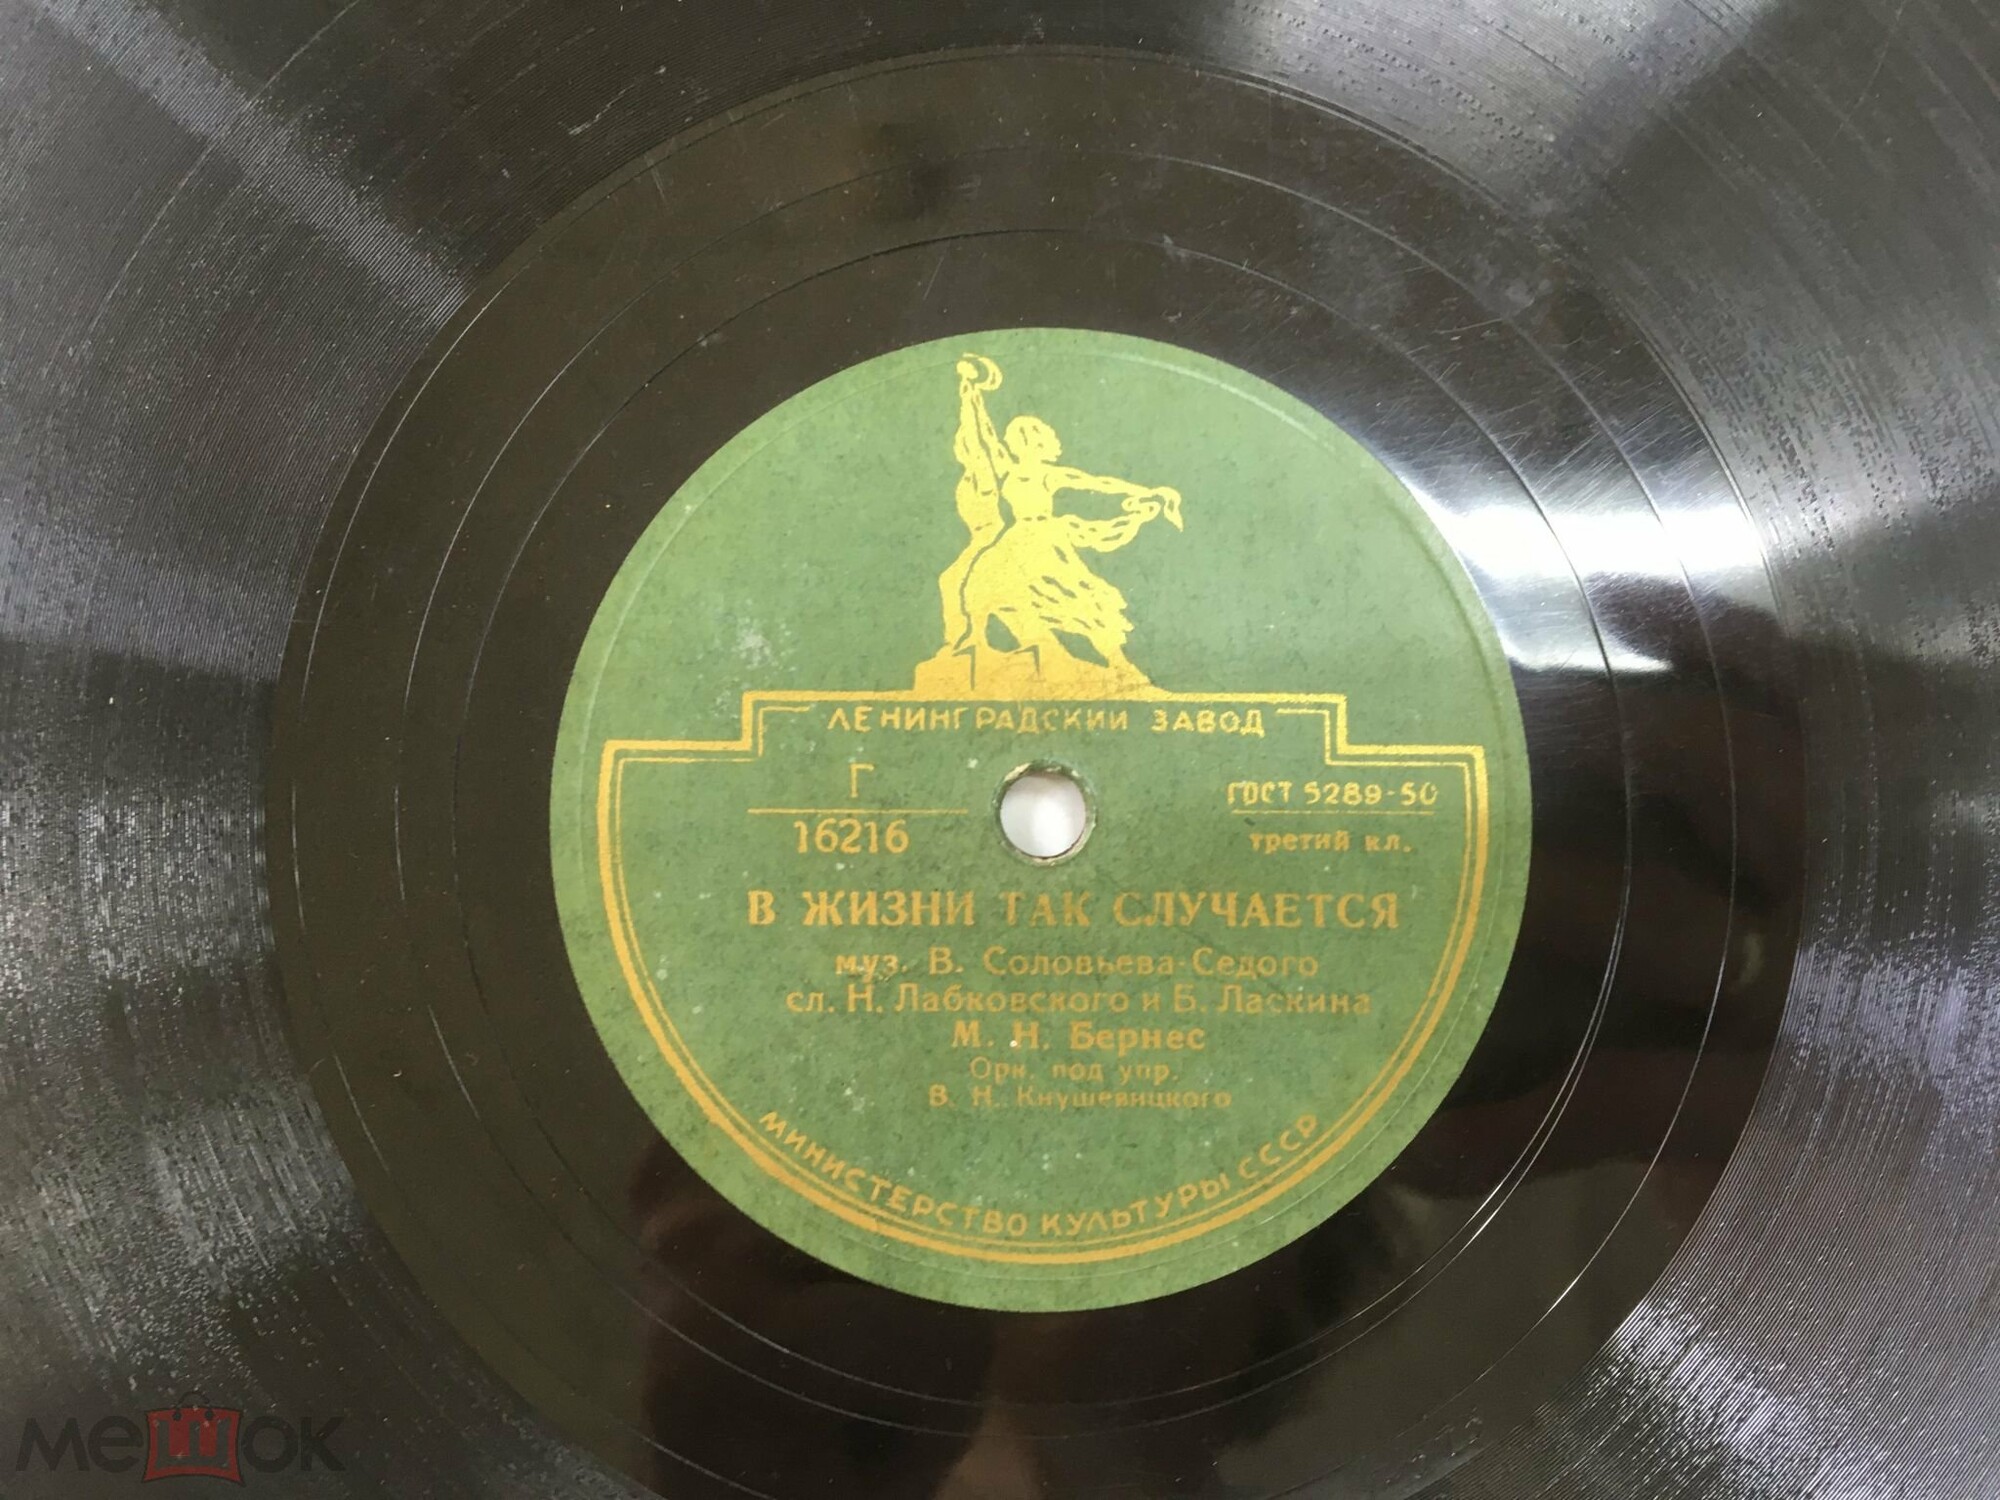 ЛЕНИНГРАДСКИЙ ЗАВОД
Г
16216
ГОСТ 5289-50
третий кл.
В ЖИЗНИ ТАК СЛУЧАЕТСЯ
муз. В. Соловьева-Седого
сл. Н. Лабковского и Б. Ласкина
М. Н. Бернес
Орк. под упр.
В. Н. Кнушевицкого
МИНИСТЕРСТВО КУЛЬТУРЫ СССР
мешок